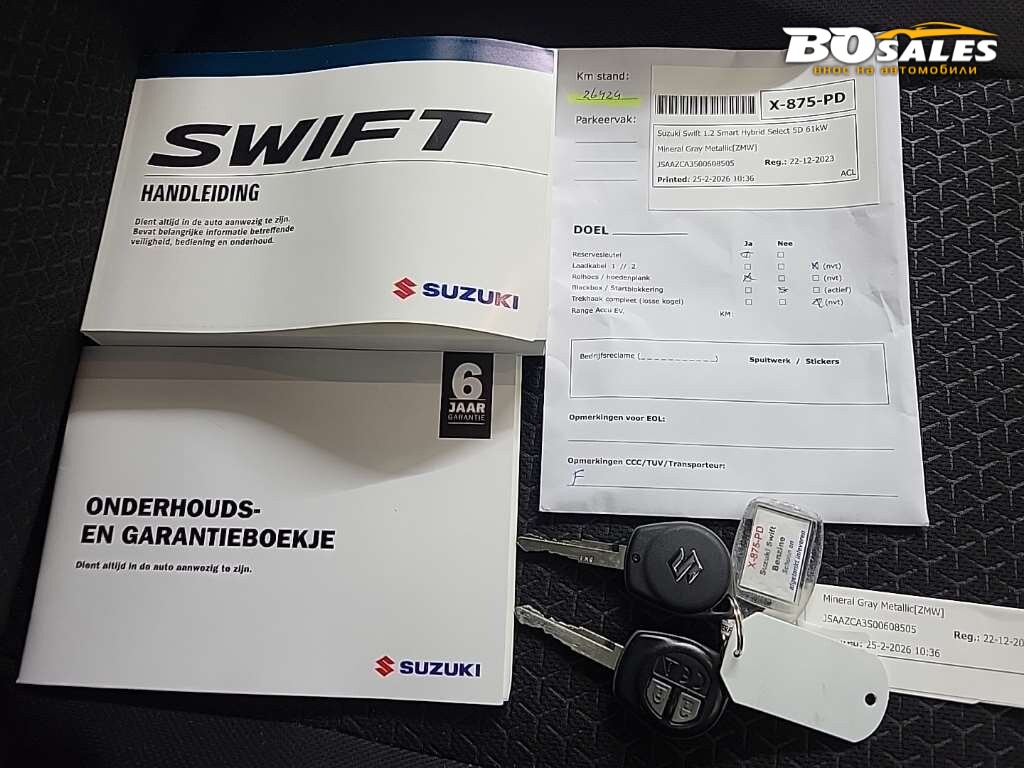 BOSALES
внос на автомобили
SWIFT
HANDLEIDING
Dient altijd in de auto aanwezig te zijn.
Bevat belangrijke informatie betreffende
veiligheid, bediening en onderhoud.
SUZUKI
6
JAAR
GARANTIE
ONDERHOUDS-
EN GARANTIEBOEKJE
Dient altijd in de auto aanwezig te zijn.
SUZUKI
Km stand:
26424
Parkeervak:
X-875-PD
Suzuki Swift 1.2 Smart Hybrid Select 5D 61kW
Mineral Gray Metallic[ZMW]
JSAAZCA3S00608505 Reg.: 22-12-2023
Printed: 25-2-2026 10:36 ACL
DOEL
Ja Nee
Reservesleutel
Laadkabel 1 // 2 (nvt)
Rolhoes / hoedenplank (nvt)
Blackbox / Startblokkering (actief)
Trekhaak compleet (losse kogel) (nvt)
Range Accu EV. KM:
Bedrijfsreclame (_ _ _ _ _ _ _ _ _ _ _ _) Spuitwerk / Stickers
Opmerkingen voor EOL:
Opmerkingen CCC/TUV/Transporteur:
F
X-875-PD
Suzuki Swift
Benzine
Schoon en
afgetankt inleveren
Mineral Gray Metallic[ZMW]
JSAAZCA3S00608505 Reg.: 22-12-20
25-2-2026 10:36